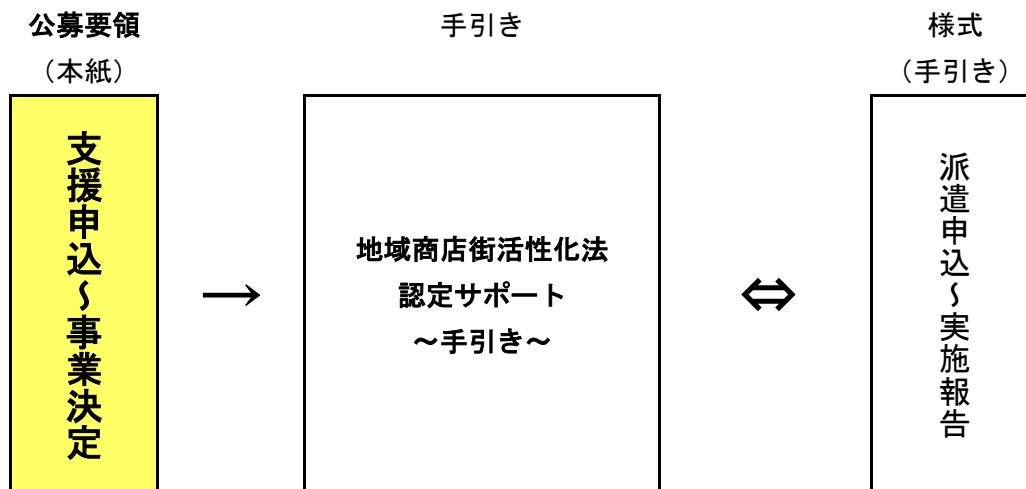 公募要領
（本紙）
支援申込～事業決定
→
手引き
地域商店街活性化法
認定サポート
～手引き～
⇔
様式
（手引き）
派遣申込～実施報告